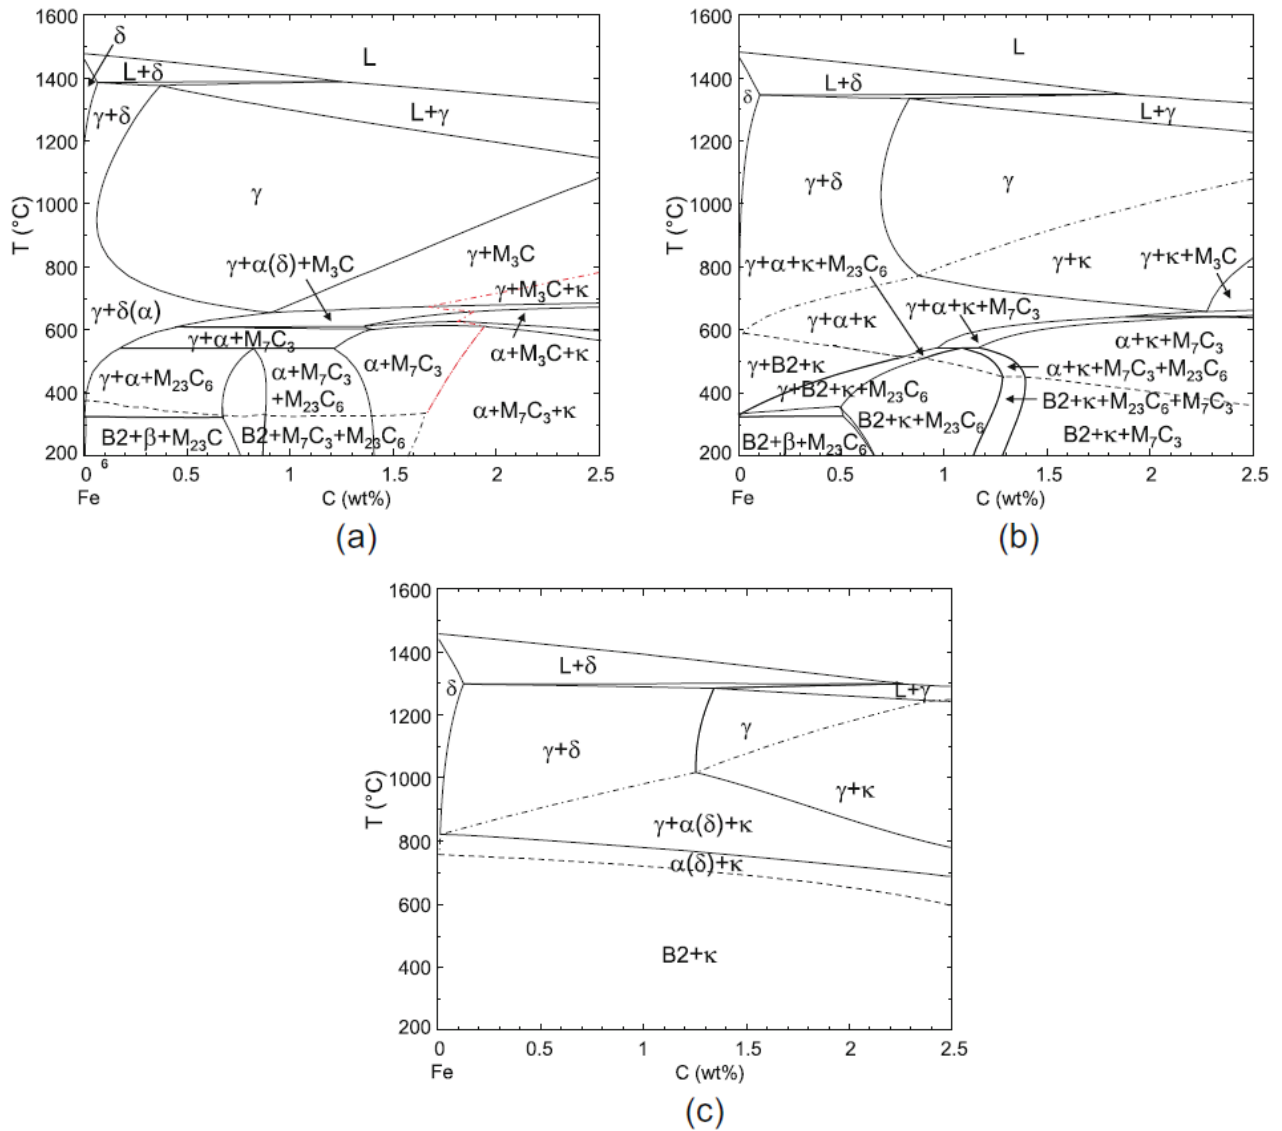 1600
1400
1200
1000
800
600
400
200
T (°C)
δ
L
L+δ
γ+δ
L+γ
γ
γ+α(δ)+M₃C
γ+M₃C
γ+M₃C+κ
γ+δ(α)
γ+α+M₇C₃
α+M₃C+κ
γ+α+M₂₃C₆
α+M₇C₃
+M₂₃C₆
α+M₇C₃
α+M₇C₃+κ
B2+β+M₂₃C
6
B2+M₇C₃+M₂₃C₆
0 0.5 1 1.5 2 2.5
Fe
C (wt%)
(a)
1600
1400
1200
1000
800
600
400
200
T (°C)
L
L+δ
δ
L+γ
γ+δ
γ
γ+α+κ+M₂₃C₆
γ+κ
γ+κ+M₃C
γ+α+κ
γ+α+κ+M₇C₃
α+κ+M₇C₃
γ+B2+κ
α+κ+M₇C₃+M₂₃C₆
γ+B2+κ+M₂₃C₆
B2+κ+M₂₃C₆+M₇C₃
B2+κ+M₂₃C₆
B2+β+M₂₃C₆
B2+κ+M₇C₃
0 0.5 1 1.5 2 2.5
Fe
C (wt%)
(b)
1600
1400
1200
1000
800
600
400
200
T (°C)
L+δ
δ
L+γ
γ+δ
γ
γ+κ
γ+α(δ)+κ
α(δ)+κ
B2+κ
0 0.5 1 1.5 2 2.5
Fe
C (wt%)
(c)